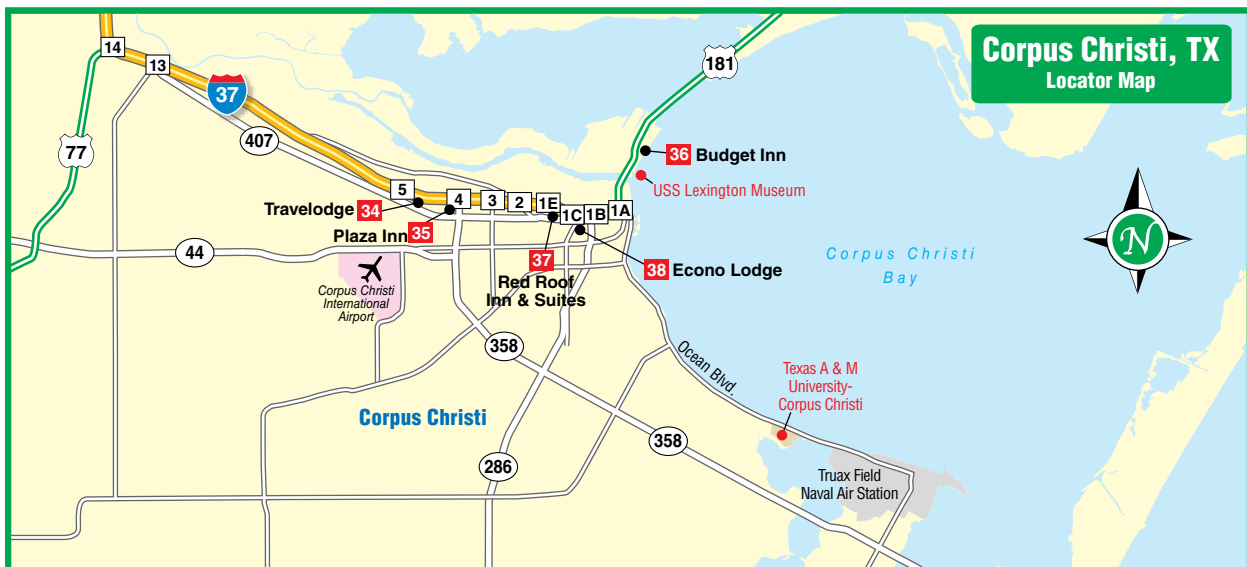 Corpus Christi, TX
Locator Map
14
13
37
181
77
407
36 Budget Inn
USS Lexington Museum
5
4
3
2
1E
1C
1B
1A
Travelodge 34
Plaza Inn 35
44
37
Red Roof
Inn & Suites
38 Econo Lodge
Corpus Christi
Bay
N
Corpus Christi
International
Airport
358
Ocean Blvd.
Texas A & M
University-
Corpus Christi
Corpus Christi
358
286
Truax Field
Naval Air Station